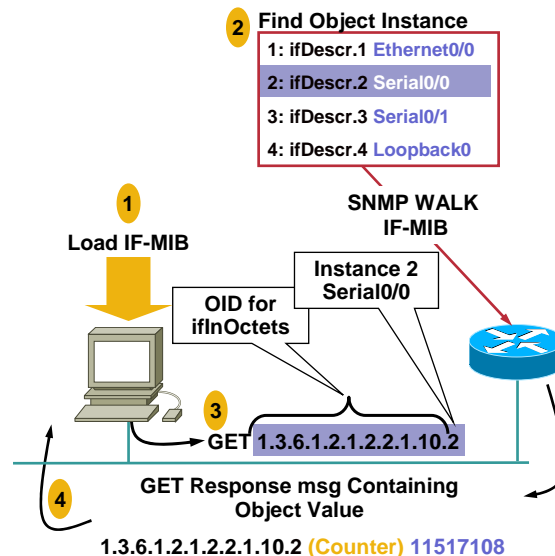 2 Find Object Instance
1: ifDescr.1 Ethernet0/0
2: ifDescr.2 Serial0/0
3: ifDescr.3 Serial0/1
4: ifDescr.4 Loopback0
1
Load IF-MIB
SNMP WALK
IF-MIB
Instance 2
Serial0/0
OID for
ifInOctets
3
GET 1.3.6.1.2.1.2.2.1.10.2
4
GET Response msg Containing
Object Value
1.3.6.1.2.1.2.2.1.10.2 (Counter) 11517108